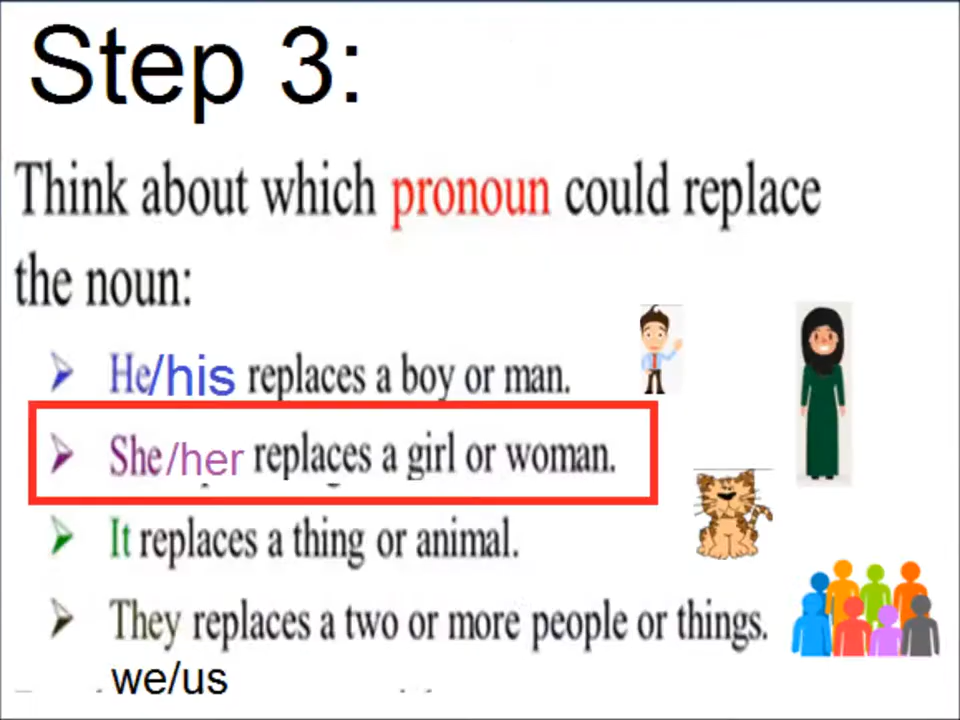 Step 3:
Think about which pronoun could replace
the noun:
He/his replaces a boy or man.
She/her replaces a girl or woman.
It replaces a thing or animal.
They replaces a two or more people or things.
we/us